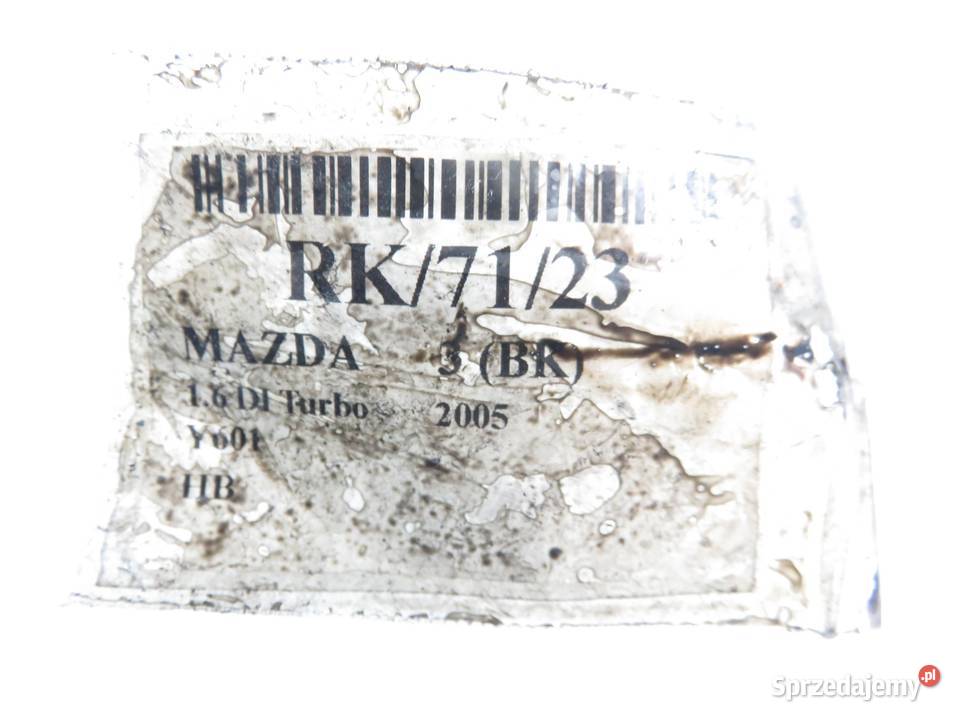 RK/71/23
MAZDA 3 (BK)
1.6 DI Turbo 2005
Y601
HB
Sprzedajemy.pl